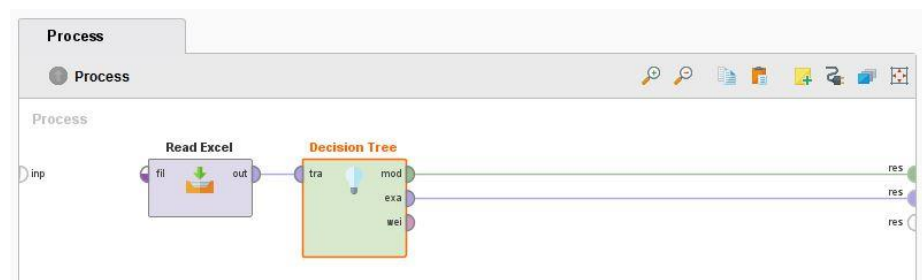 Process
Process
Process
Read Excel
Decision Tree
inp
fil
out
tra
mod
res
exa
res
wei
res